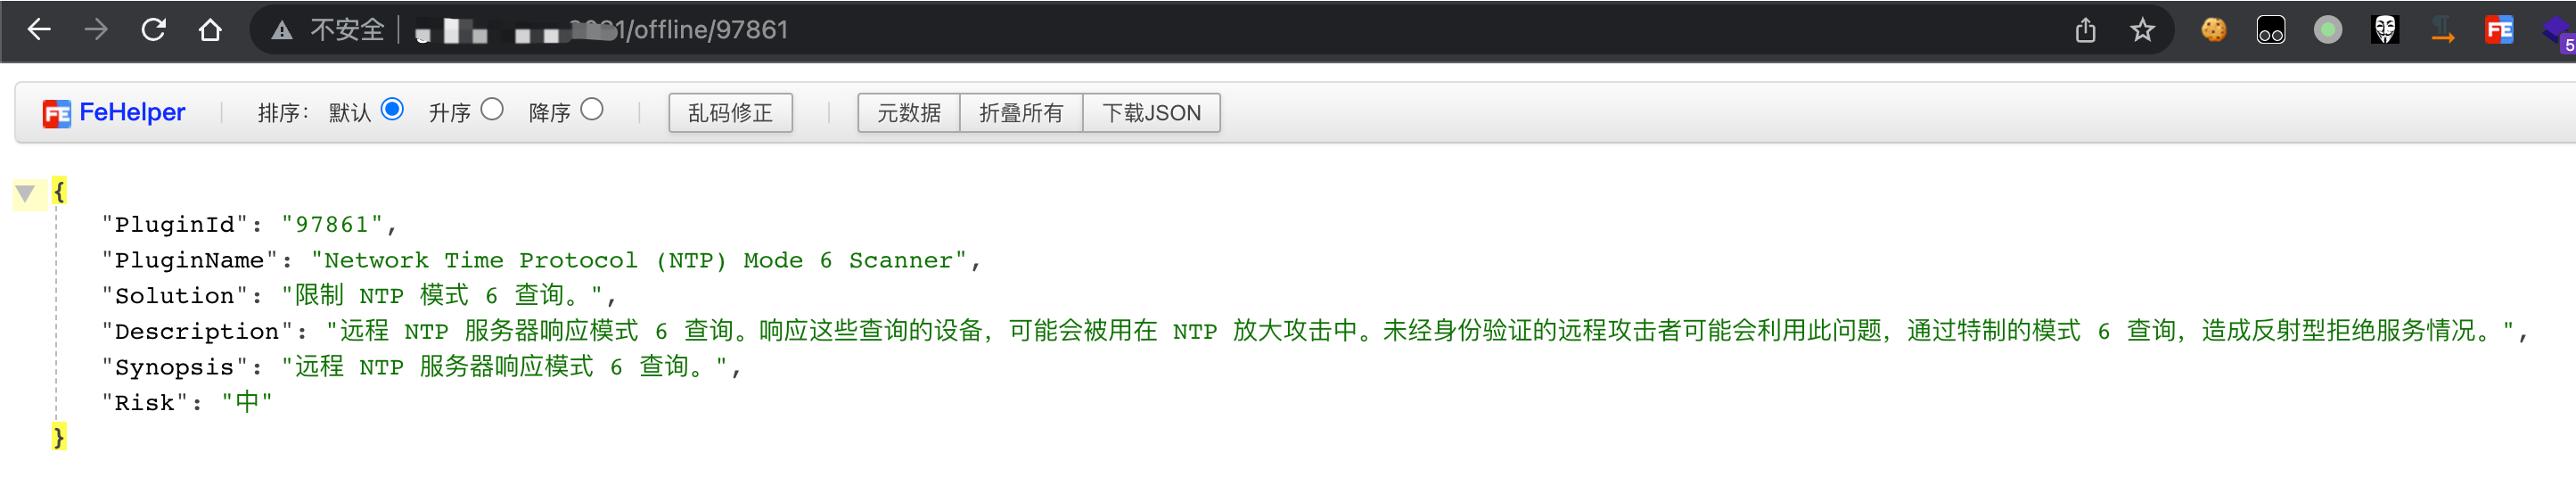 不安全 1/offline/97861
FeHelper 排序: 默认 升序 降序 乱码修正 元数据 折叠所有 下载JSON
{
"PluginId": "97861",
"PluginName": "Network Time Protocol (NTP) Mode 6 Scanner",
"Solution": "限制 NTP 模式 6 查询。",
"Description": "远程 NTP 服务器响应模式 6 查询。响应这些查询的设备，可能会被用在 NTP 放大攻击中。未经身份验证的远程攻击者可能会利用此问题，通过特制的模式 6 查询，造成反射型拒绝服务情况。",
"Synopsis": "远程 NTP 服务器响应模式 6 查询。",
"Risk": "中"
}